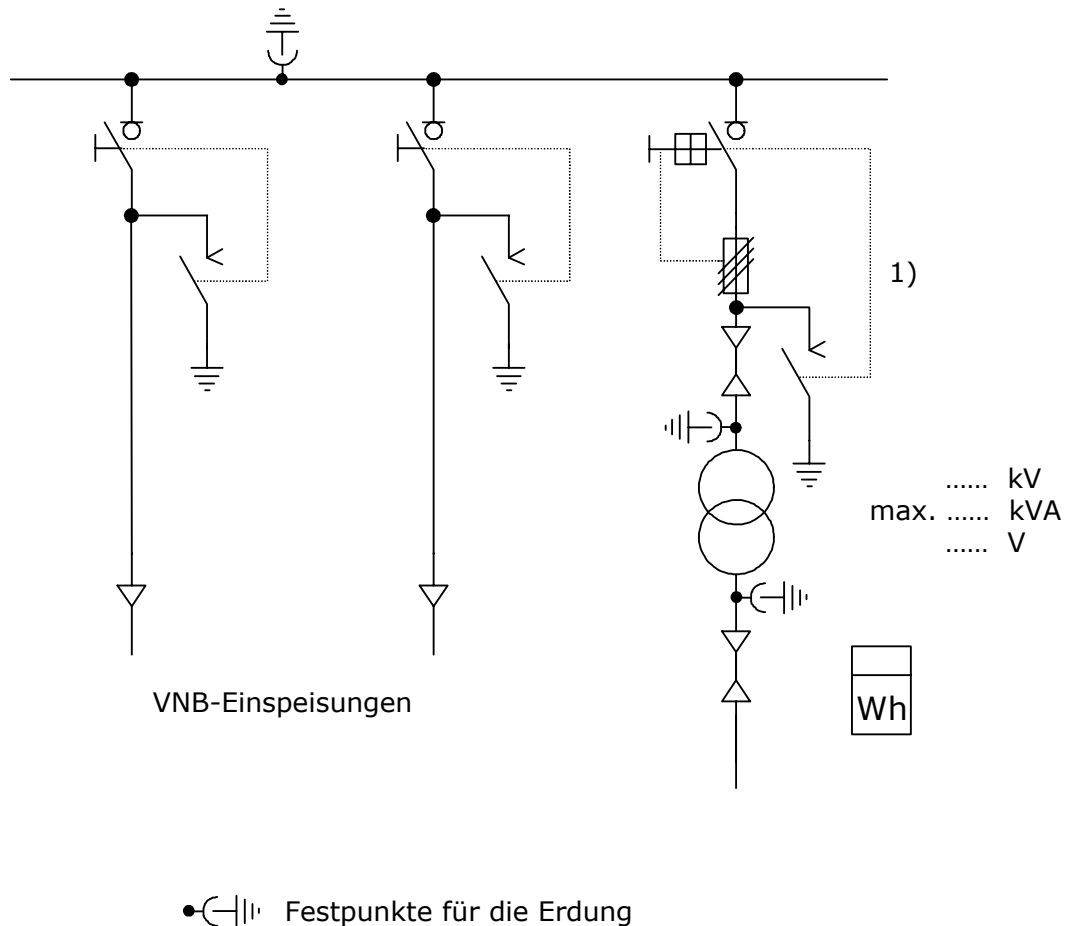 1)
...... kV
max. ...... kVA
...... V
VNB-Einspeisungen
Wh
Festpunkte für die Erdung